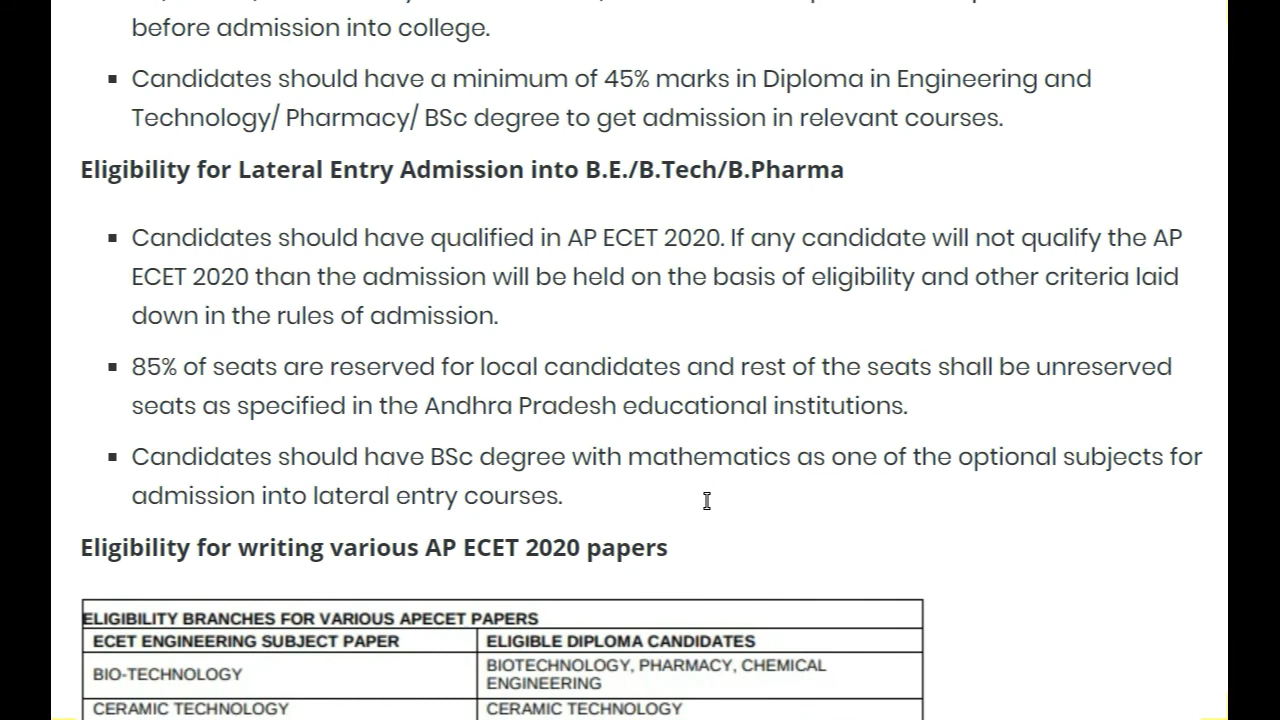 before admission into college.
Candidates should have a minimum of 45% marks in Diploma in Engineering and
Technology/ Pharmacy/ BSc degree to get admission in relevant courses.
Eligibility for Lateral Entry Admission into B.E./B.Tech/B.Pharma
Candidates should have qualified in AP ECET 2020. If any candidate will not qualify the AP
ECET 2020 than the admission will be held on the basis of eligibility and other criteria laid
down in the rules of admission.
85% of seats are reserved for local candidates and rest of the seats shall be unreserved
seats as specified in the Andhra Pradesh educational institutions.
Candidates should have BSc degree with mathematics as one of the optional subjects for
admission into lateral entry courses.
Eligibility for writing various AP ECET 2020 papers
ELIGIBILITY BRANCHES FOR VARIOUS APECET PAPERS
ECET ENGINEERING SUBJECT PAPER ELIGIBLE DIPLOMA CANDIDATES
BIO-TECHNOLOGY BIOTECHNOLOGY, PHARMACY, CHEMICAL
ENGINEERING
CERAMIC TECHNOLOGY CERAMIC TECHNOLOGY